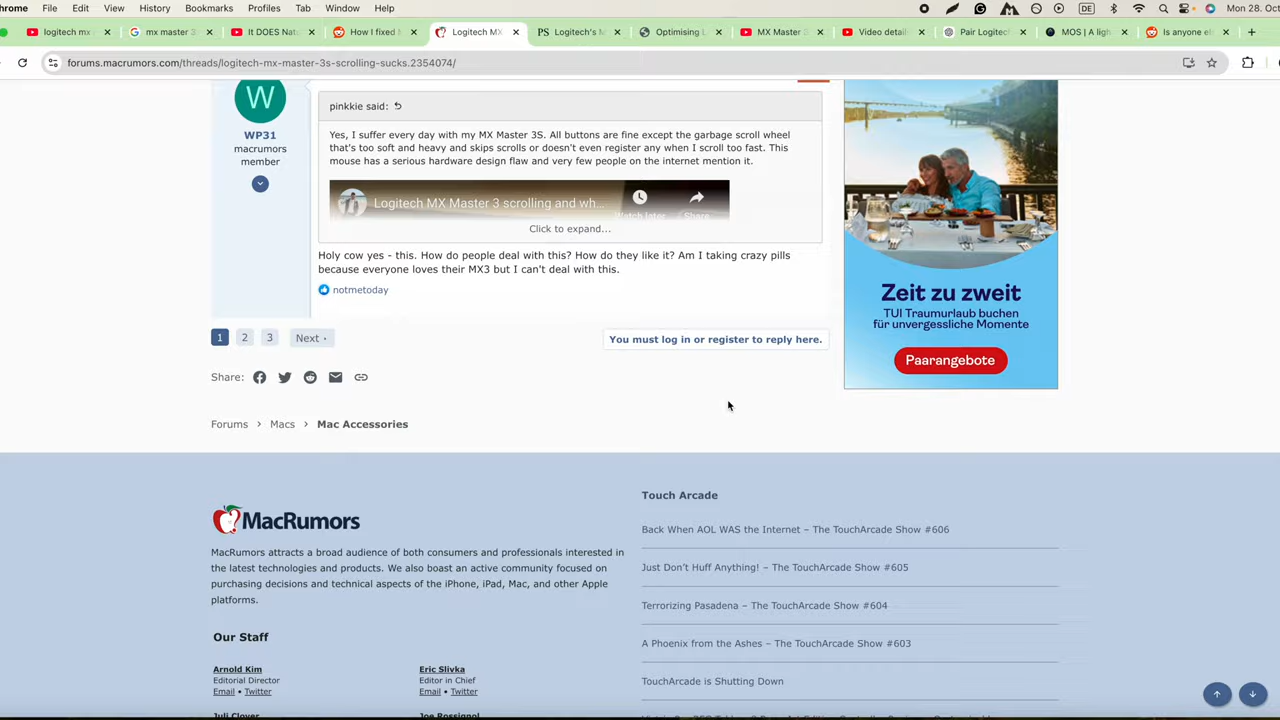 hrome File Edit View History Bookmarks Profiles Tab Window Help DE Mon 28. Oct
logitech mx mx master 3 It DOES Nat How I fixed Logitech MX PS Logitech's M Optimising L MX Master 3 Video detail Pair Logitech MOS | A ligh Is anyone el
forums.macrumors.com/threads/logitech-mx-master-3s-scrolling-sucks.2354074/
W
WP31
macrumors
member
pinkkie said:
Yes, I suffer every day with my MX Master 3S. All buttons are fine except the garbage scroll wheel
that's too soft and heavy and skips scrolls or doesn't even register any when I scroll too fast. This
mouse has a serious hardware design flaw and very few people on the internet mention it.
Logitech MX Master 3 scrolling and wh...
Watch later Share
Click to expand...
Holy cow yes - this. How do people deal with this? How do they like it? Am I taking crazy pills
because everyone loves their MX3 but I can't deal with this.
notmetoday
1 2 3 Next
You must log in or register to reply here.
Share:
Forums > Macs > Mac Accessories
Zeit zu zweit
TUI Traumurlaub buchen
für unvergessliche Momente
Paarangebote
MacRumors
MacRumors attracts a broad audience of both consumers and professionals interested in
the latest technologies and products. We also boast an active community focused on
purchasing decisions and technical aspects of the iPhone, iPad, Mac, and other Apple
platforms.
Our Staff
Arnold Kim
Editorial Director
Email • Twitter
Eric Slivka
Editor in Chief
Email • Twitter
Juli Clover
Joe Rossignol
Touch Arcade
Back When AOL WAS the Internet – The TouchArcade Show #606
Just Don't Huff Anything! – The TouchArcade Show #605
Terrorizing Pasadena – The TouchArcade Show #604
A Phoenix from the Ashes – The TouchArcade Show #603
TouchArcade is Shutting Down